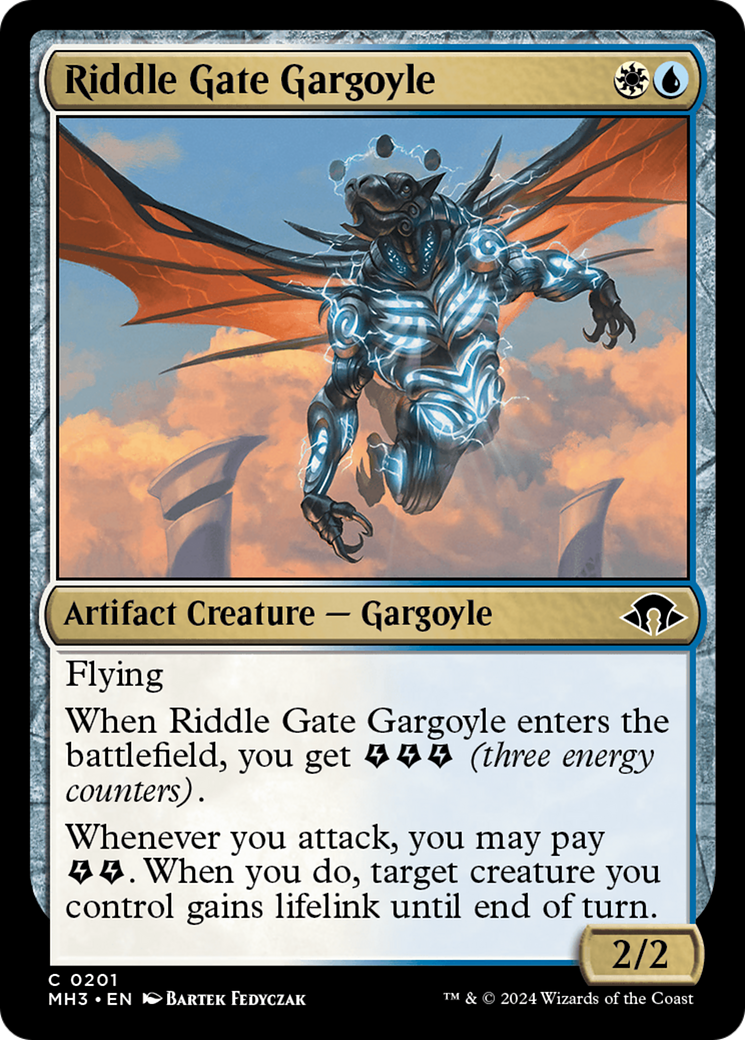 Riddle Gate Gargoyle
Artifact Creature — Gargoyle
Flying
When Riddle Gate Gargoyle enters the
battlefield, you get (three energy
counters).
Whenever you attack, you may pay
. When you do, target creature you
control gains lifelink until end of turn.
2/2
C 0201
MH3 • EN Bartek Fedyczak
™ & © 2024 Wizards of the Coast